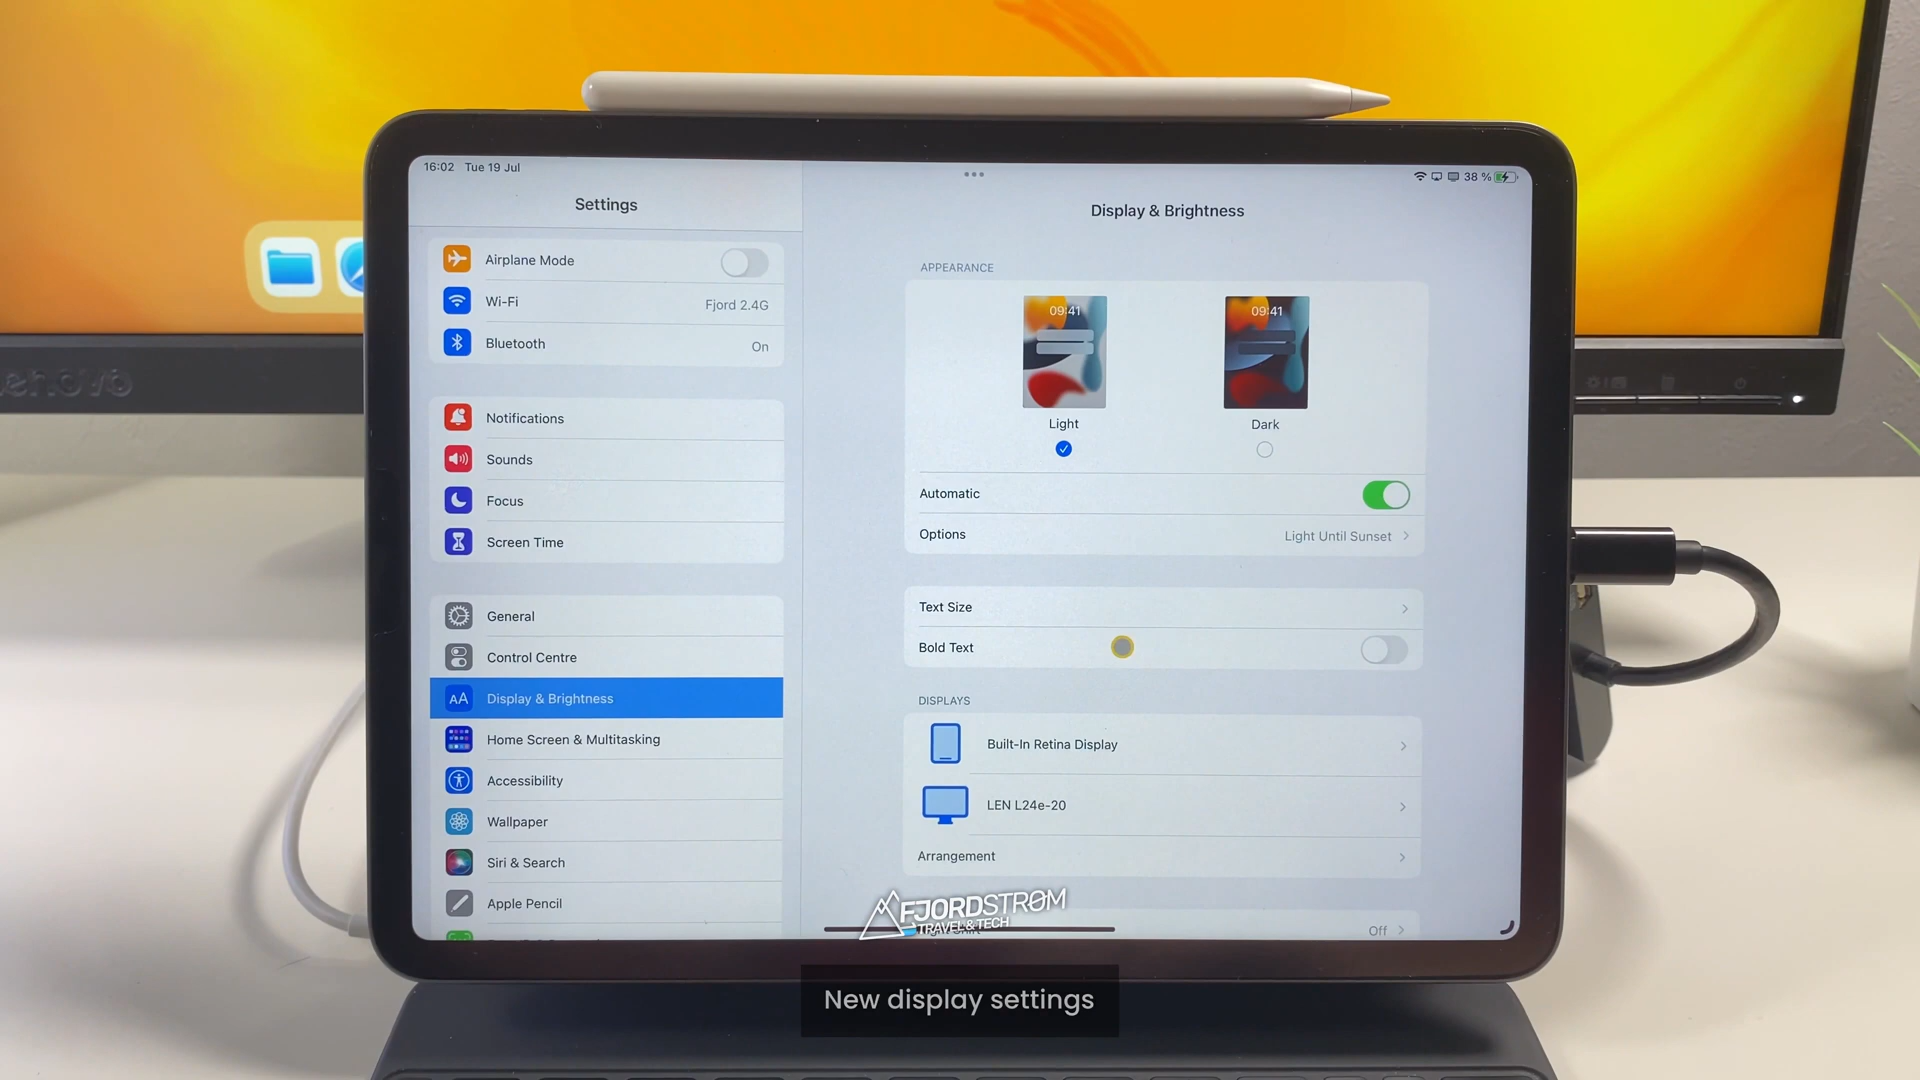 16:02 Tue 19 Jul
38 %
Settings
Airplane Mode
Wi-Fi Fjord 2.4G
Bluetooth On
Notifications
Sounds
Focus
Screen Time
General
Control Centre
AA Display & Brightness
Home Screen & Multitasking
Accessibility
Wallpaper
Siri & Search
Apple Pencil
Display & Brightness
APPEARANCE
09:41 09:41
Light Dark
Automatic
Options Light Until Sunset
Text Size
Bold Text
DISPLAYS
Built-In Retina Display
LEN L24e-20
Arrangement
Off
FJORDSTRØM
TRAVEL & TECH
New display settings
lenovo